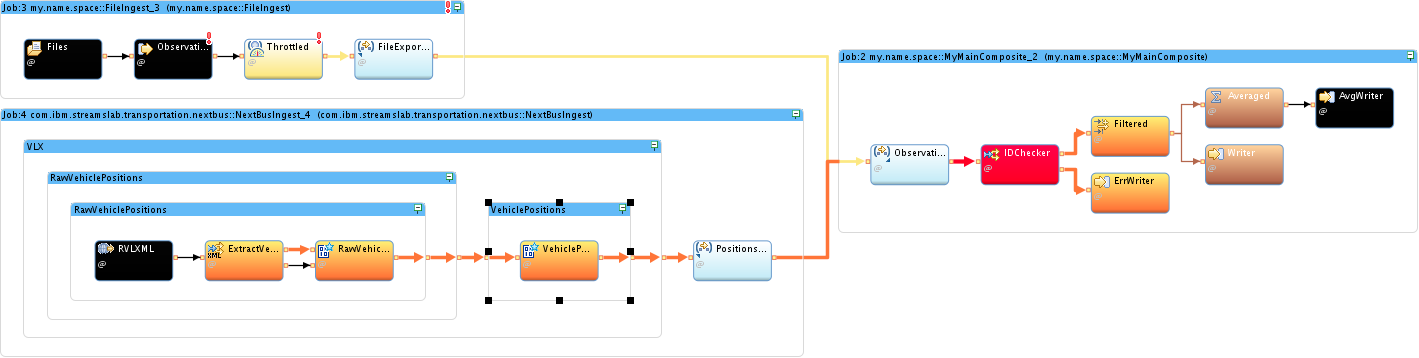 Job:3 my.name.space::FileIngest_3 (my.name.space::FileIngest)
Files
@
Observati...
@
Throttled
@
FileExpor...
@
Job:4 com.ibm.streamslab.transportation.nextbus::NextBusIngest_4 (com.ibm.streamslab.transportation.nextbus::NextBusIngest)
VLX
RawVehiclePositions
RawVehiclePositions
RVLXML
@
ExtractVe...
XML
@
RawVehic...
@
VehiclePositions
VehicleP...
@
Positions...
@
Job:2 my.name.space::MyMainComposite_2 (my.name.space::MyMainComposite)
Observati...
@
IDChecker
@
Filtered
@
ErrWriter
@
Averaged
@
Writer
@
AvgWriter
@